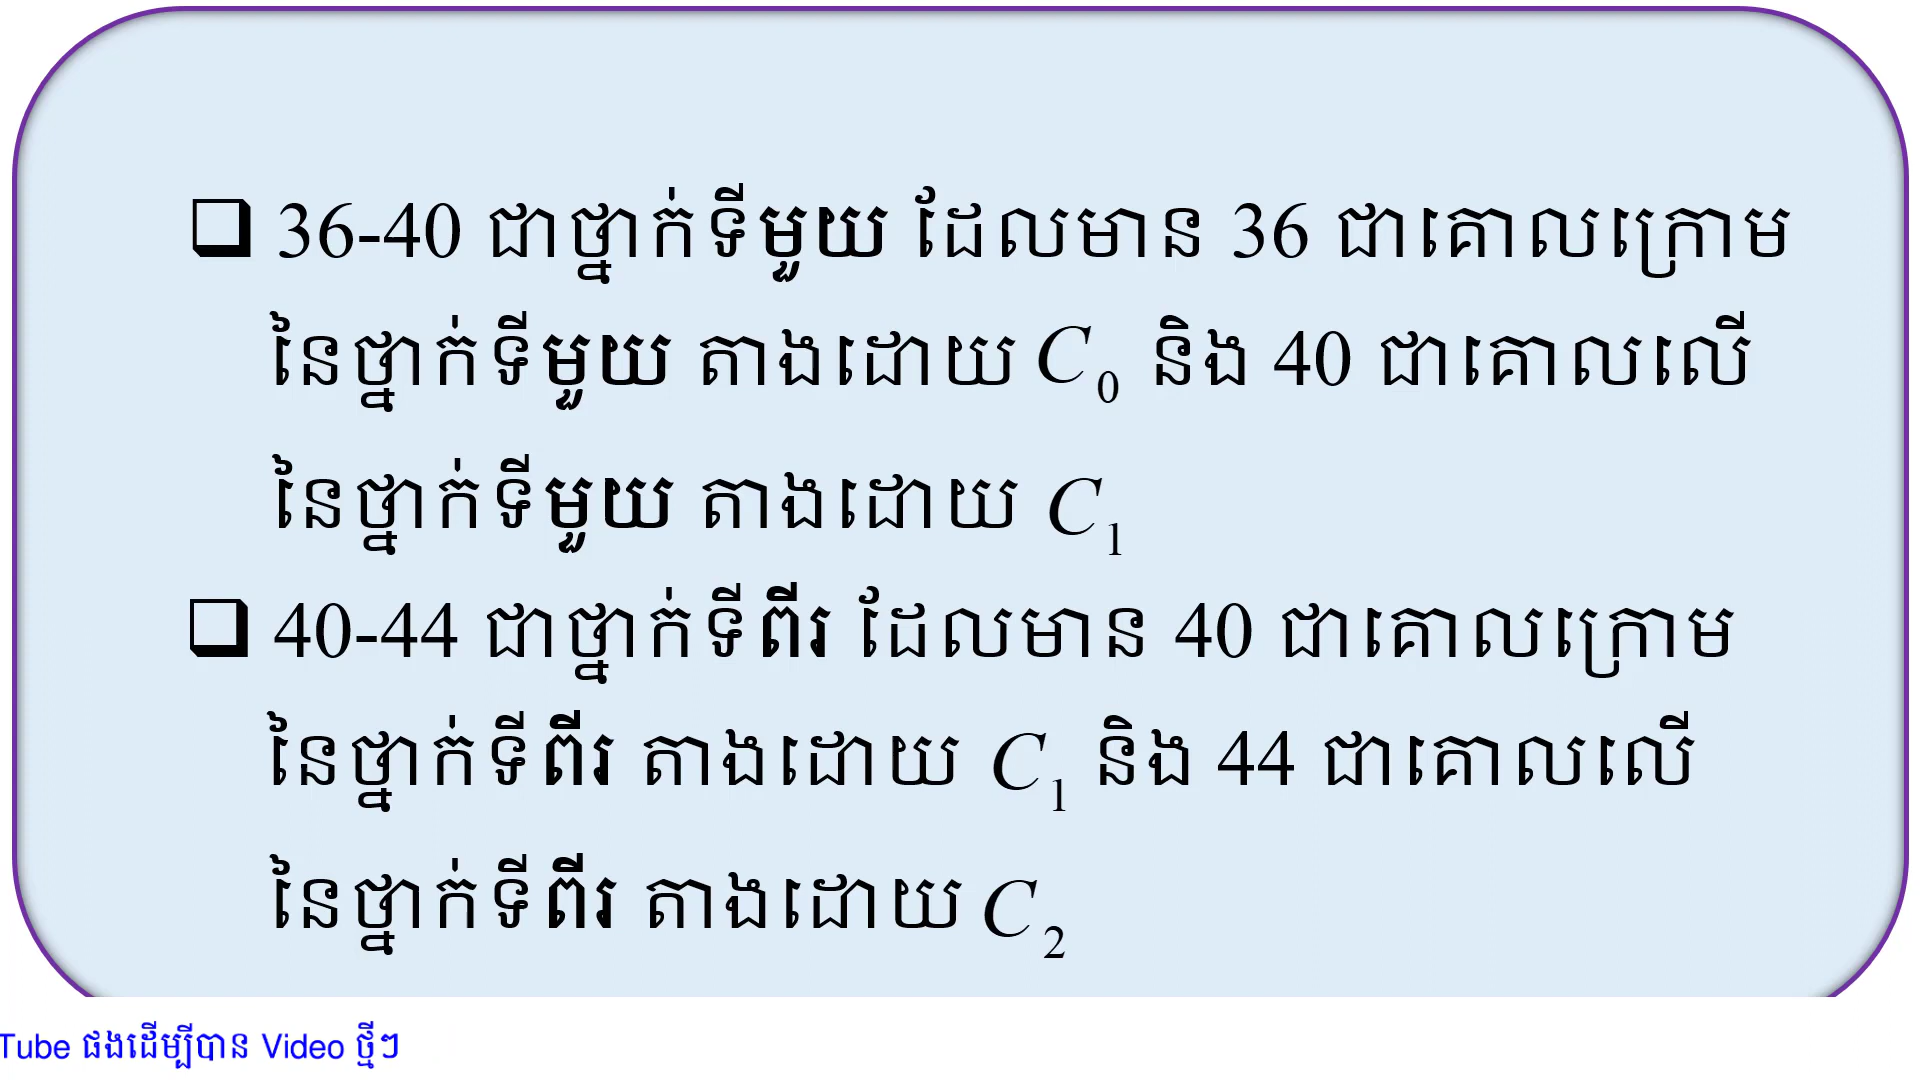 ❑ 36-40 ជាថ្នាក់ទីមួយ ដែលមាន 36 ជាគោលក្រោម
នៃថ្នាក់ទីមួយ តាងដោយ C₀ និង 40 ជាគោលលើ
នៃថ្នាក់ទីមួយ តាងដោយ C₁
❑ 40-44 ជាថ្នាក់ទីពីរ ដែលមាន 40 ជាគោលក្រោម
នៃថ្នាក់ទីពីរ តាងដោយ C₁ និង 44 ជាគោលលើ
នៃថ្នាក់ទីពីរ តាងដោយ C₂
Tube ផងដើម្បីបាន Video ថ្មីៗ